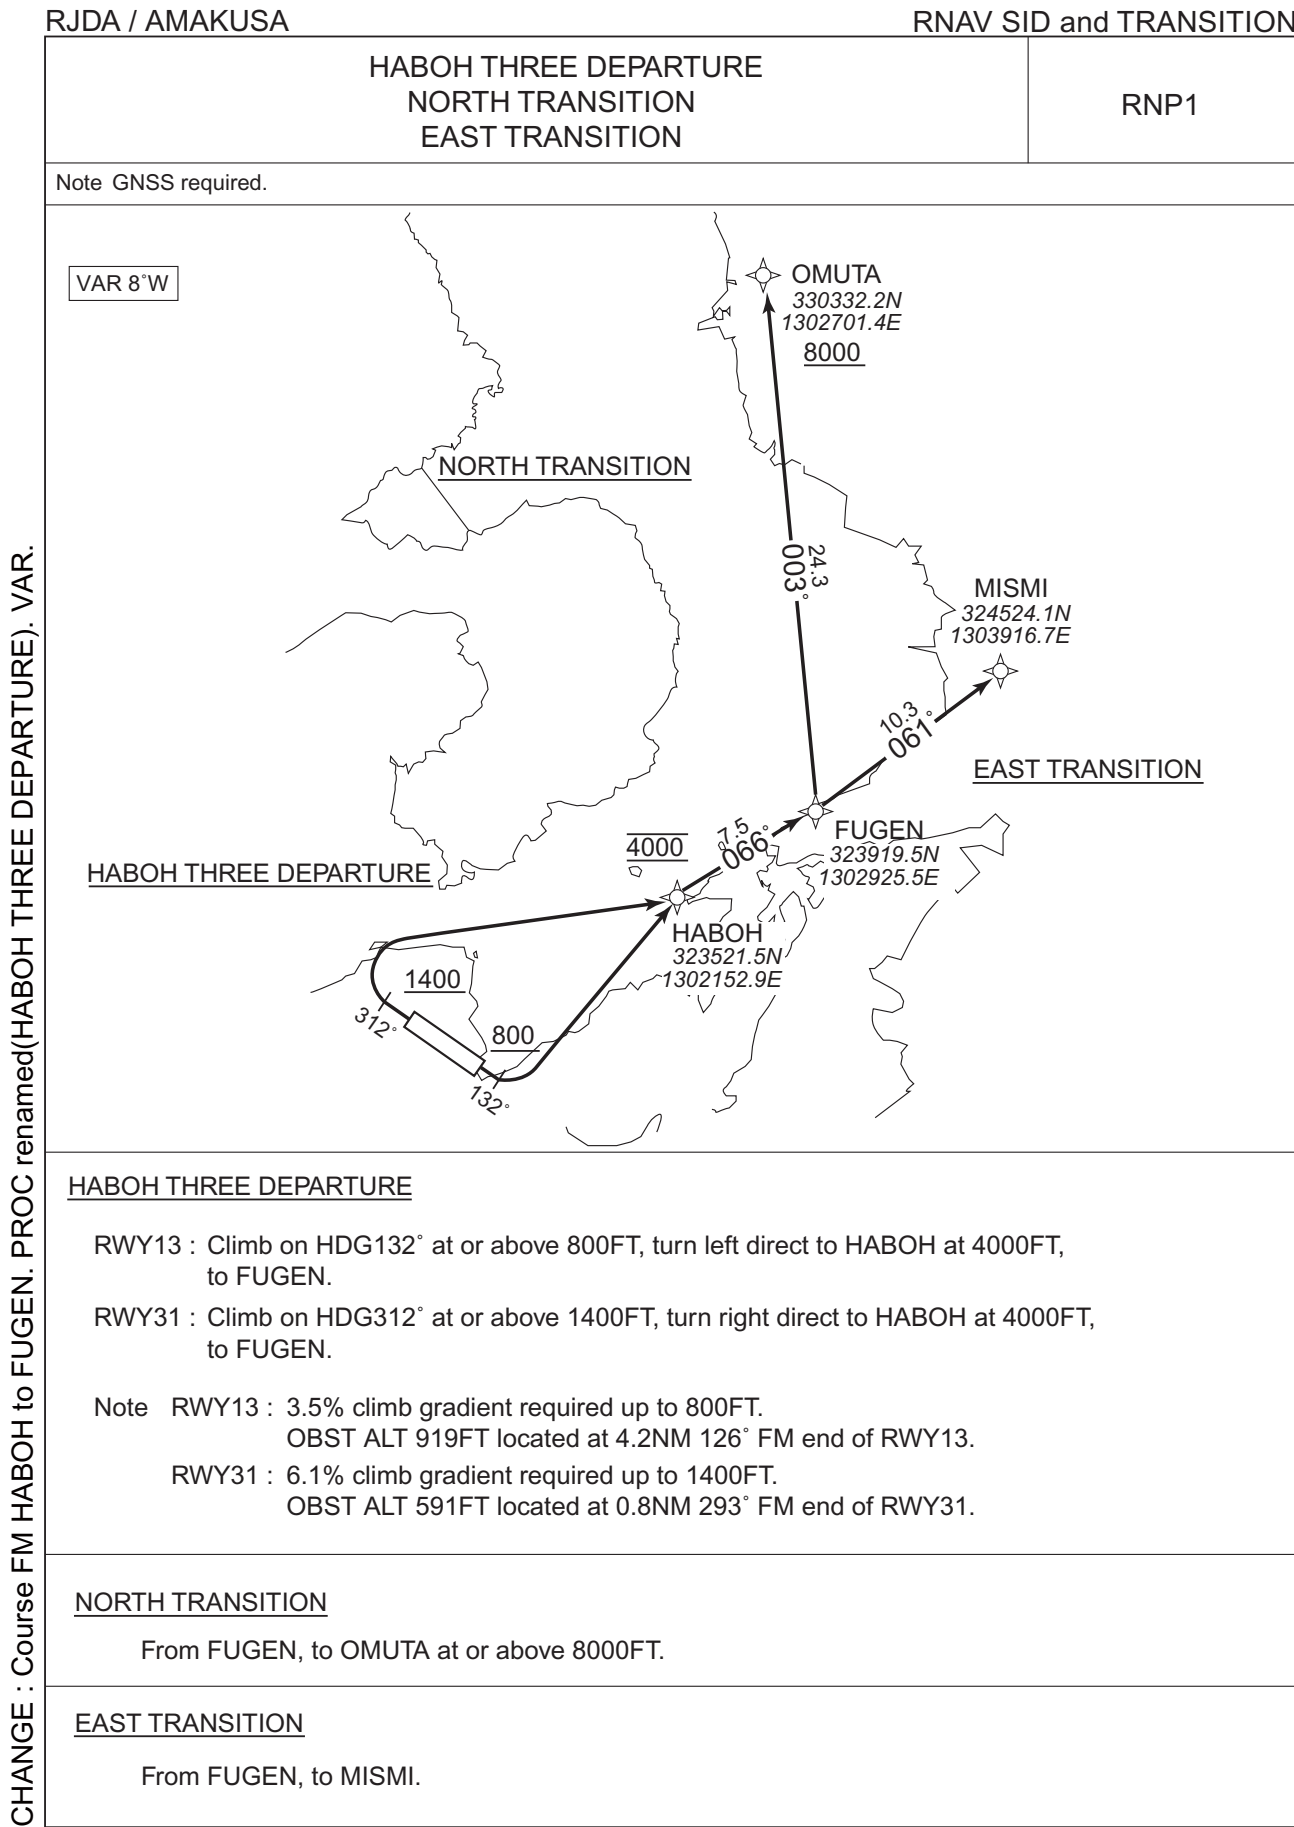 RJDA / AMAKUSA
RNAV SID and TRANSITION
HABOH THREE DEPARTURE
NORTH TRANSITION
EAST TRANSITION
RNP1
Note GNSS required.
VAR 8°W
OMUTA
330332.2N
1302701.4E
8000
NORTH TRANSITION
24.3
003°
MISMI
324524.1N
1303916.7E
10.3
061°
EAST TRANSITION
FUGEN
323919.5N
1302925.5E
7.5
066°
4000
HABOH THREE DEPARTURE
HABOH
323521.5N
1302152.9E
1400
312°
800
132°
HABOH THREE DEPARTURE
RWY13 : Climb on HDG132° at or above 800FT, turn left direct to HABOH at 4000FT,
to FUGEN.
RWY31 : Climb on HDG312° at or above 1400FT, turn right direct to HABOH at 4000FT,
to FUGEN.
Note RWY13 : 3.5% climb gradient required up to 800FT.
OBST ALT 919FT located at 4.2NM 126° FM end of RWY13.
RWY31 : 6.1% climb gradient required up to 1400FT.
OBST ALT 591FT located at 0.8NM 293° FM end of RWY31.
NORTH TRANSITION
From FUGEN, to OMUTA at or above 8000FT.
EAST TRANSITION
From FUGEN, to MISMI.
CHANGE : Course FM HABOH to FUGEN. PROC renamed(HABOH THREE DEPARTURE). VAR.